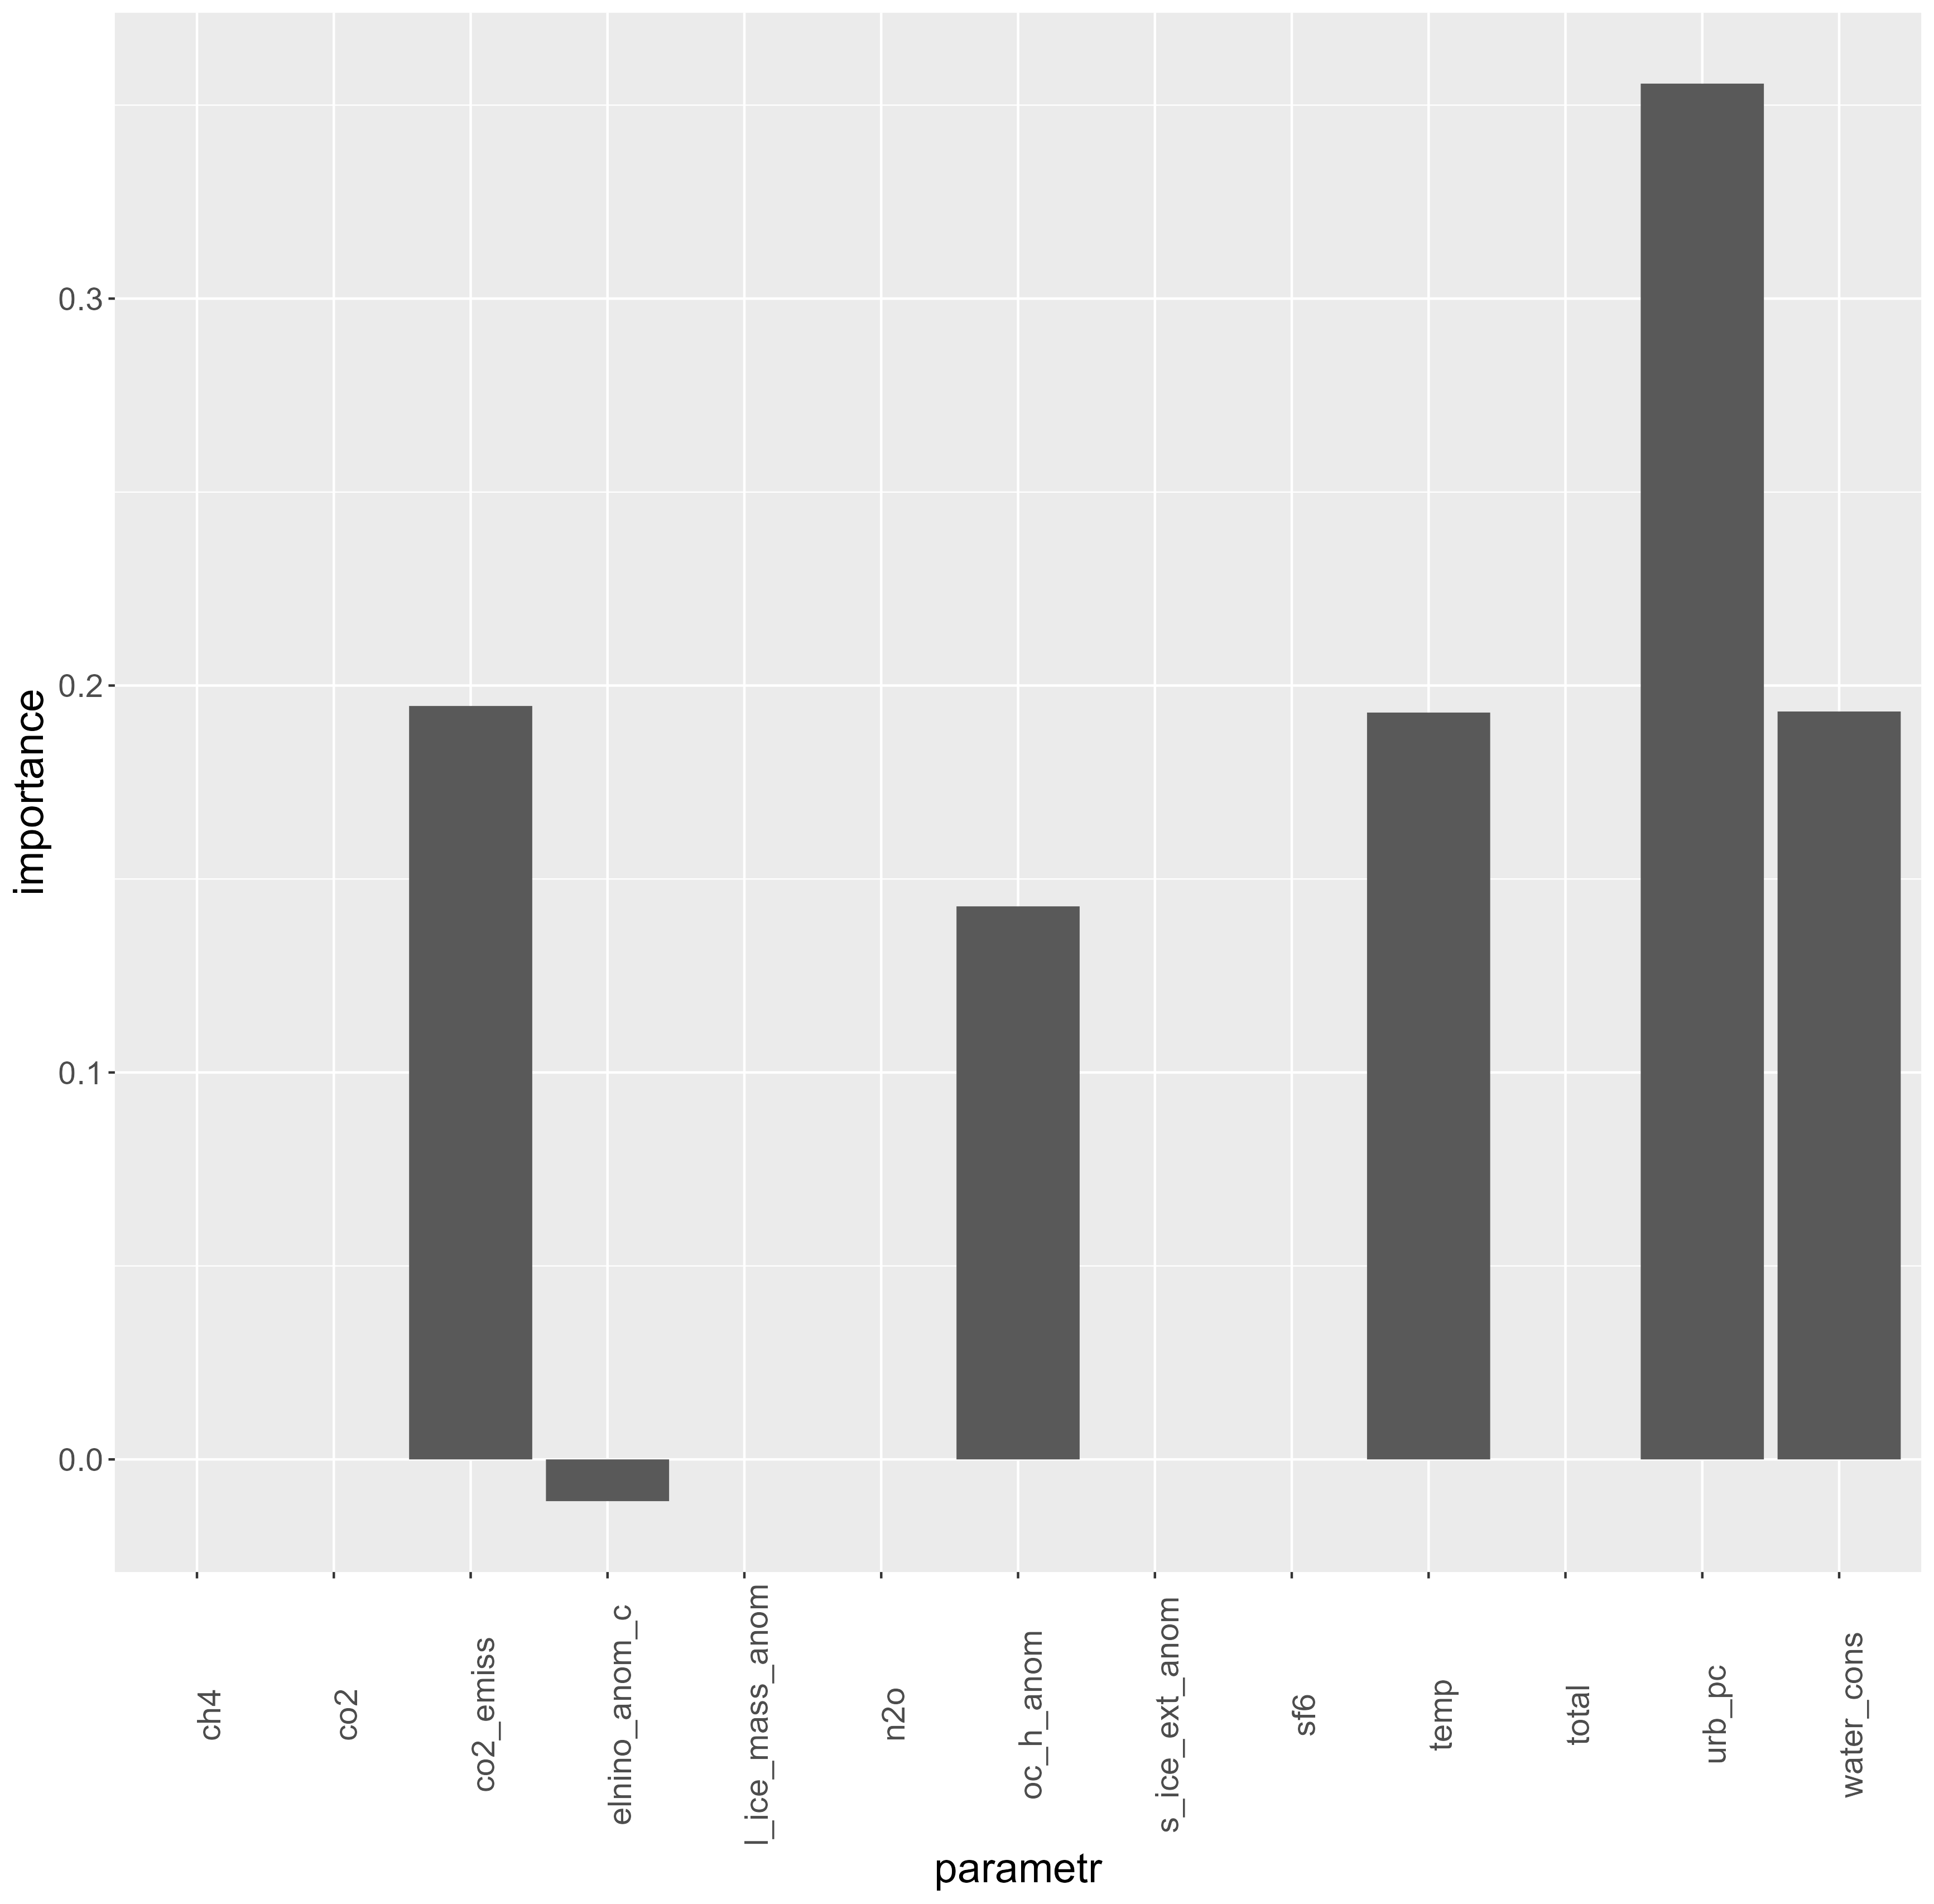 importance
0.3
0.2
0.1
0.0
ch4
co2
co2_emiss
elnino_anom_c
l_ice_mass_anom
n2o
oc_h_anom
s_ice_ext_anom
sf6
temp
total
urb_pc
water_cons
parametr